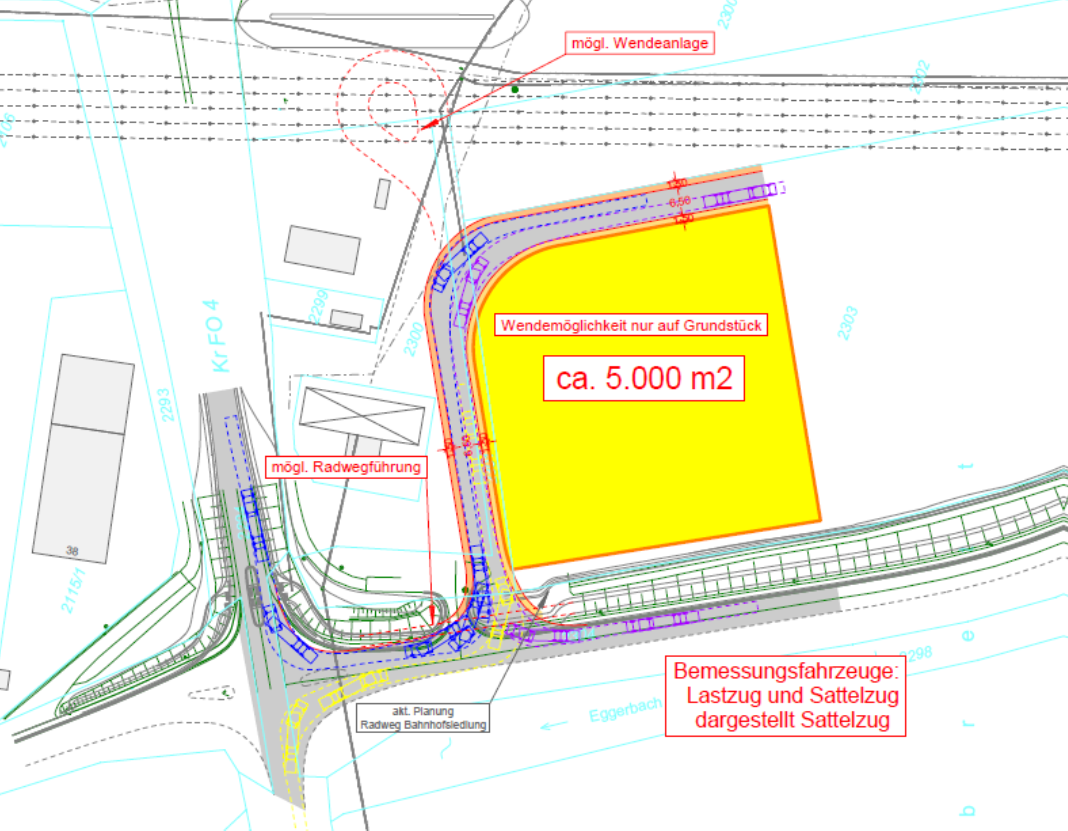 mögl. Wendeanlage
2300
2302
6,50
Wendemöglichkeit nur auf Grundstück
ca. 5.000 m2
2303
2299
2300
Kr FO 4
2293
mögl. Radwegführung
38
2115/1
t
e
r
b
2298
Eggerbach
akt. Planung
Radweg Bahnhofsiedlung
Bemessungsfahrzeuge:
Lastzug und Sattelzug
dargestellt Sattelzug